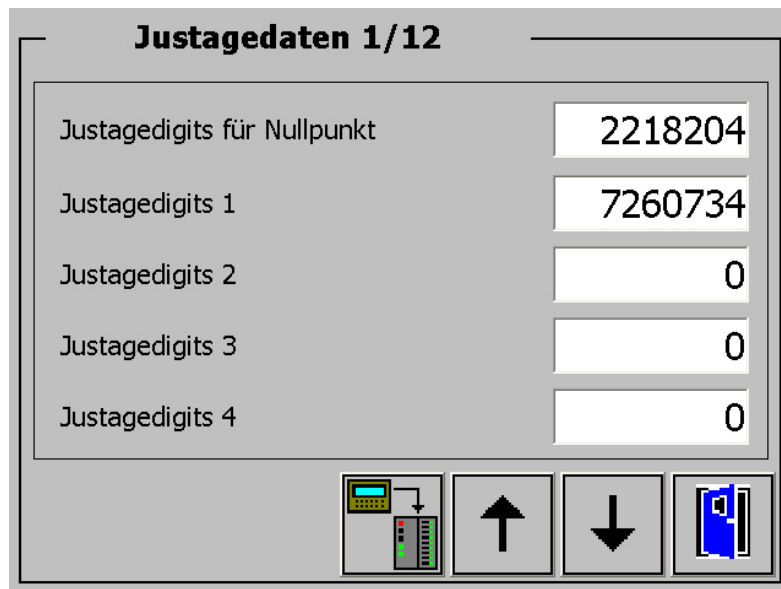 Justagedaten 1/12
Justagedigits für Nullpunkt 2218204
Justagedigits 1 7260734
Justagedigits 2 0
Justagedigits 3 0
Justagedigits 4 0